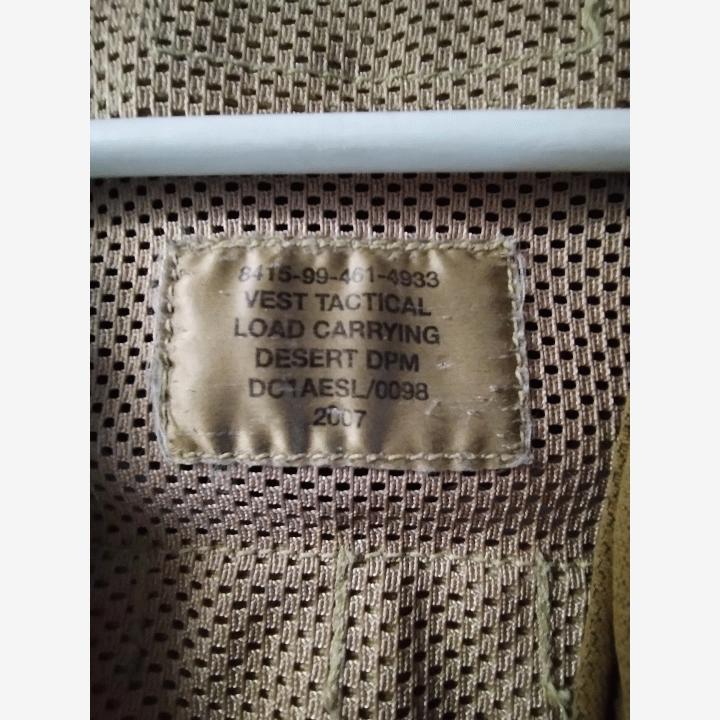 8415-99-461-4933
VEST TACTICAL
LOAD CARRYING
DESERT DPM
DC1AESL/0098
2007